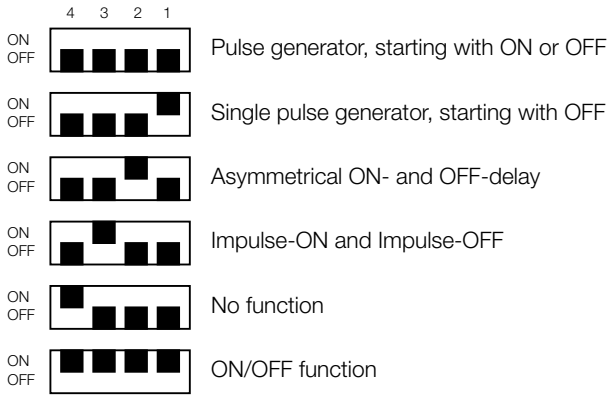 4 3 2 1
ON
OFF
Pulse generator, starting with ON or OFF
ON
OFF
Single pulse generator, starting with OFF
ON
OFF
Asymmetrical ON- and OFF-delay
ON
OFF
Impulse-ON and Impulse-OFF
ON
OFF
No function
ON
OFF
ON/OFF function